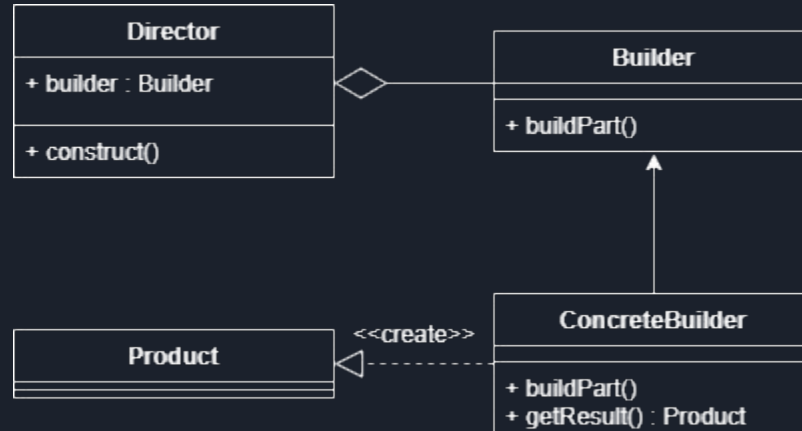 Director
+ builder : Builder
+ construct()
Builder
+ buildPart()
<<create>>
Product
ConcreteBuilder
+ buildPart()
+ getResult() : Product